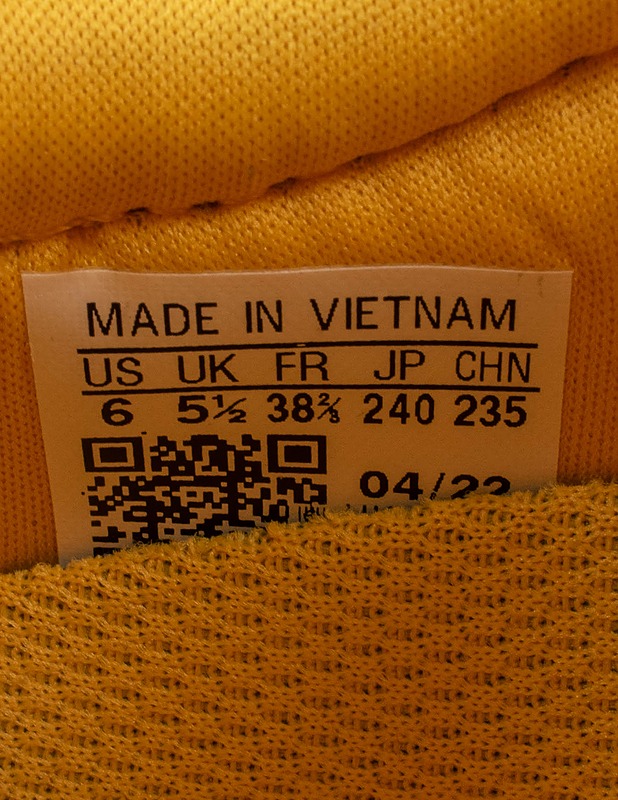 MADE IN VIETNAM
US UK FR JP CHN
6 5½ 38⅔ 240 235
04/22